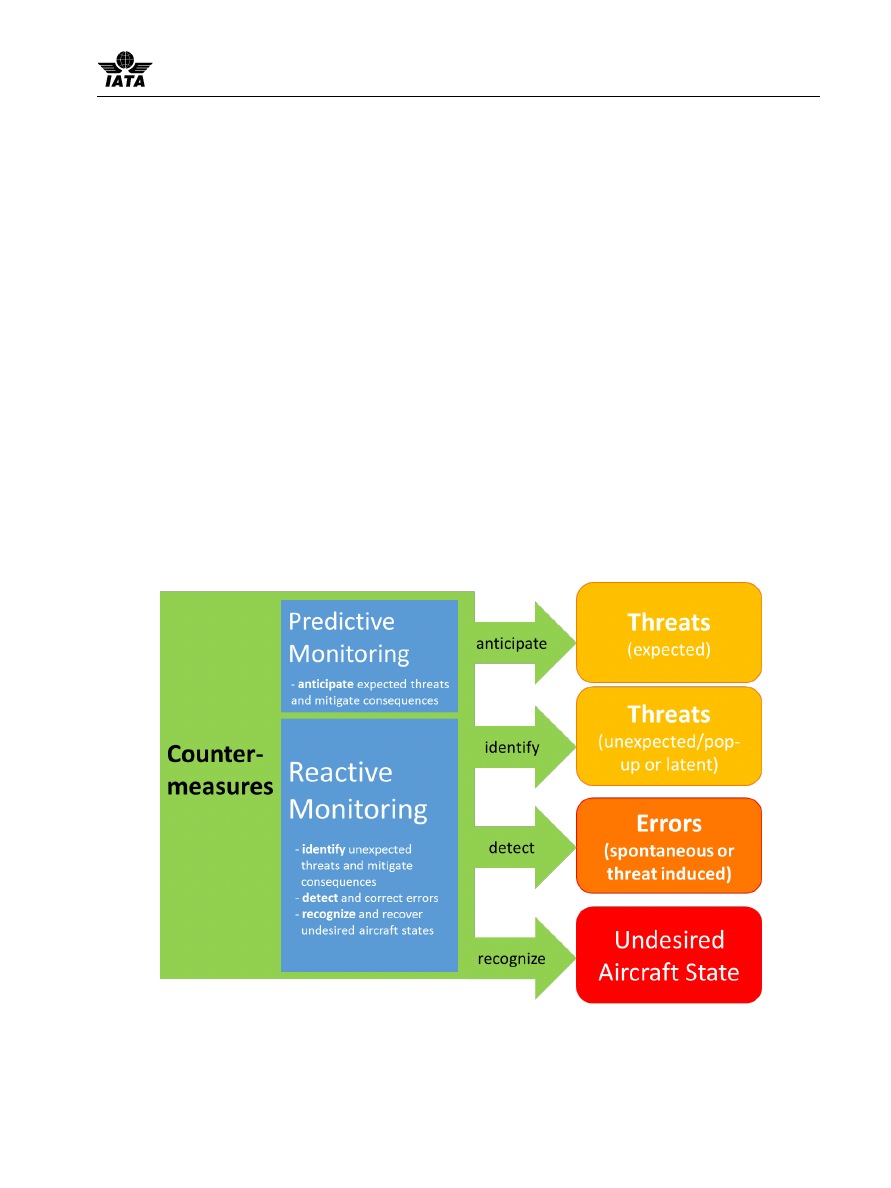 IATA
Counter-
measures
Predictive
Monitoring
- anticipate expected threats
and mitigate consequences
Reactive
Monitoring
- identify unexpected
threats and mitigate
consequences
- detect and correct errors
- recognize and recover
undesired aircraft states
anticipate
Threats
(expected)
identify
Threats
(unexpected/pop-
up or latent)
detect
Errors
(spontaneous or
threat induced)
recognize
Undesired
Aircraft State